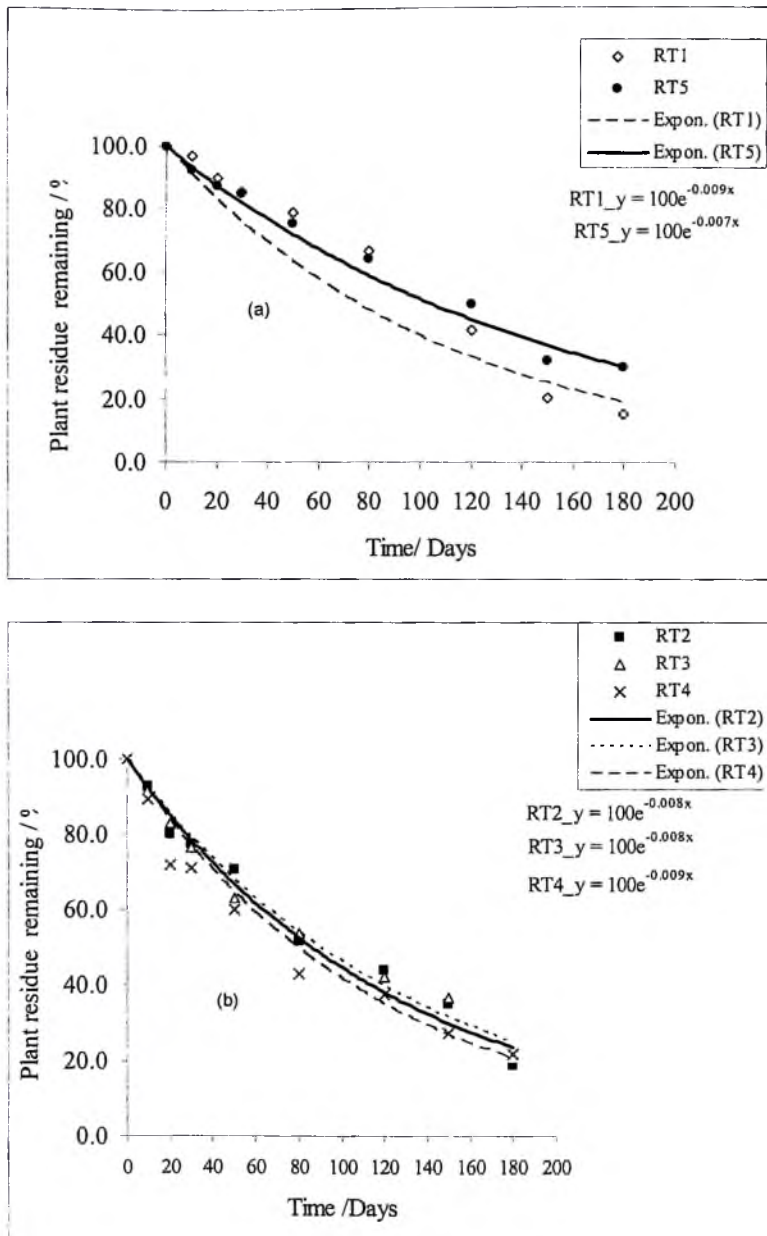 RT1
RT5
Expon. (RT1)
Expon. (RT5)
RT1_y = 100e^-0.009x
RT5_y = 100e^-0.007x
Plant residue remaining / %
100.0
80.0
60.0
40.0
20.0
0.0
(a)
0 20 40 60 80 100 120 140 160 180 200
Time/ Days
RT2
RT3
RT4
Expon. (RT2)
Expon. (RT3)
Expon. (RT4)
RT2_y = 100e^-0.008x
RT3_y = 100e^-0.008x
RT4_y = 100e^-0.009x
Plant residue remaining / %
100.0
80.0
60.0
40.0
20.0
0.0
(b)
0 20 40 60 80 100 120 140 160 180 200
Time /Days